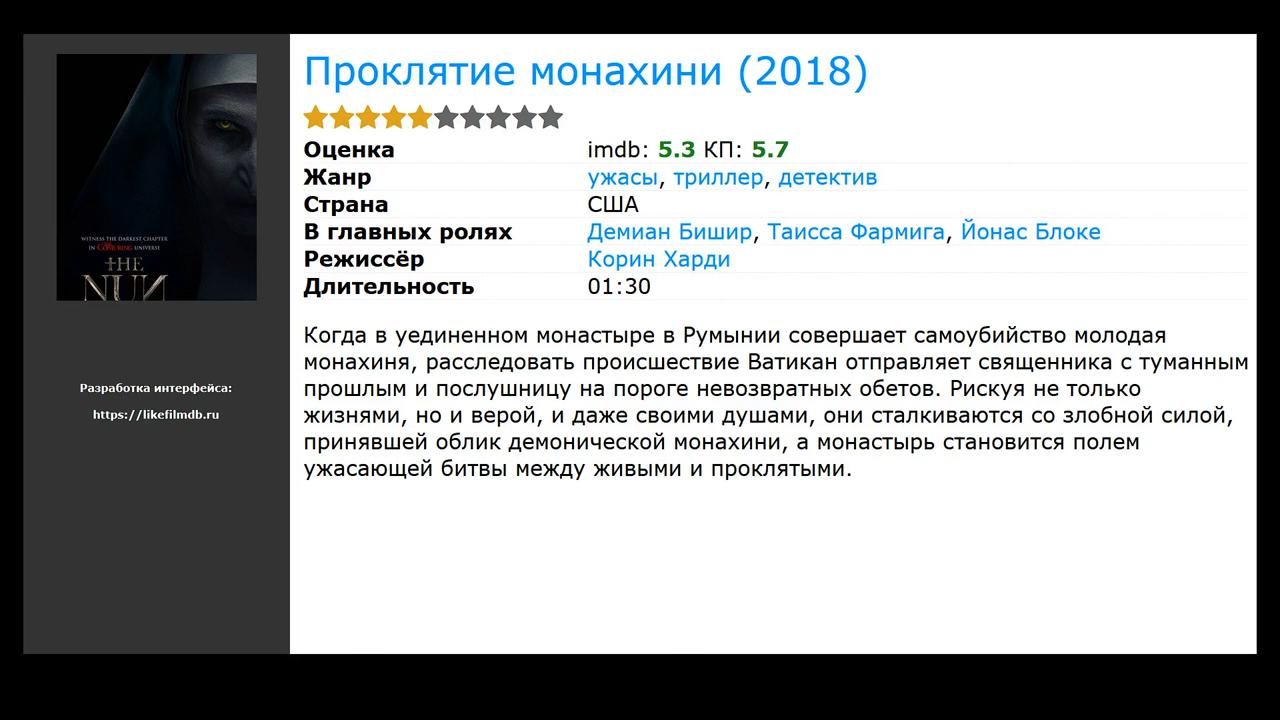 Проклятие монахини (2018)
Оценка imdb: 5.3 КП: 5.7
Жанр ужасы, триллер, детектив
Страна США
В главных ролях Демиан Бишир, Таисса Фармига, Йонас Блоке
Режиссёр Корин Харди
Длительность 01:30
Когда в уединенном монастыре в Румынии совершает самоубийство молодая
монахиня, расследовать происшествие Ватикан отправляет священника с туманным
прошлым и послушницу на пороге невозвратных обетов. Рискуя не только
жизнями, но и верой, и даже своими душами, они сталкиваются со злобной силой,
принявшей облик демонической монахини, а монастырь становится полем
ужасающей битвы между живыми и проклятыми.
WITNESS THE DARKEST CHAPTER
IN CONJURING UNIVERSE
THE
NUN
Разработка интерфейса:
https://likefilmdb.ru